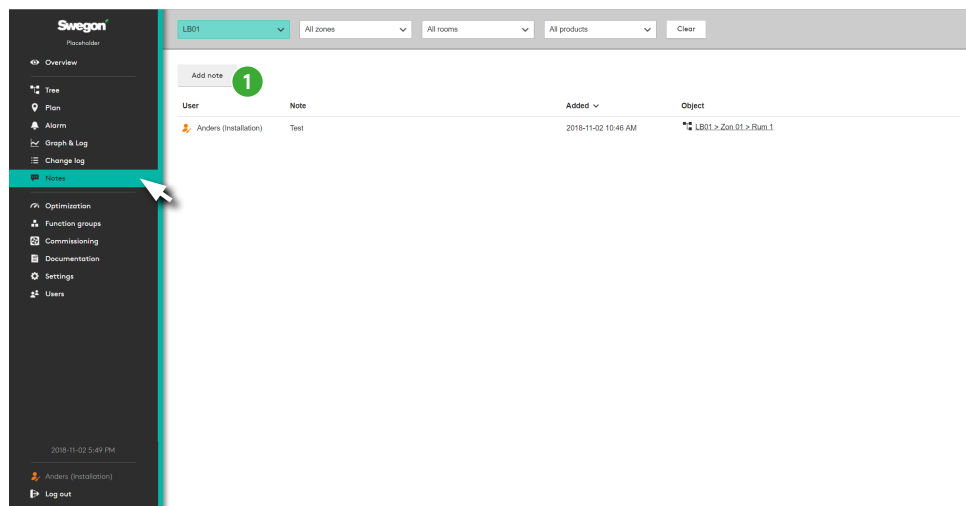 Swegon
Placeholder
Overview
Tree
Plan
Alarm
Graph & Log
Change log
Notes
Optimization
Function groups
Commissioning
Documentation
Settings
Users
2018-11-02 5:49 PM
Anders (Installation)
Log out
LB01 All zones All rooms All products Clear
Add note 1
User Note Added Object
Anders (Installation) Test 2018-11-02 10:46 AM LB01 > Zon 01 > Rum 1